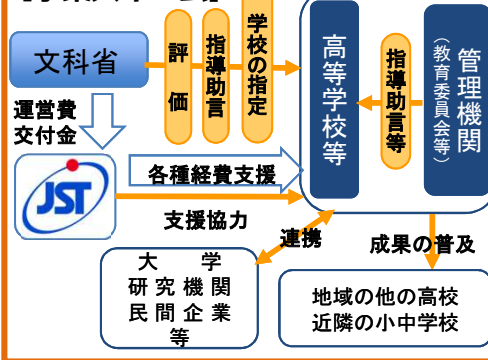 文科省
評価
指導助言
学校の指定
高等学校等
指導助言等
管理機関
(教育委員会等)
運営費
交付金
JST
各種経費支援
支援協力
連携
成果の普及
大　学
研究機関
民間企業
等
地域の他の高校
近隣の小中学校